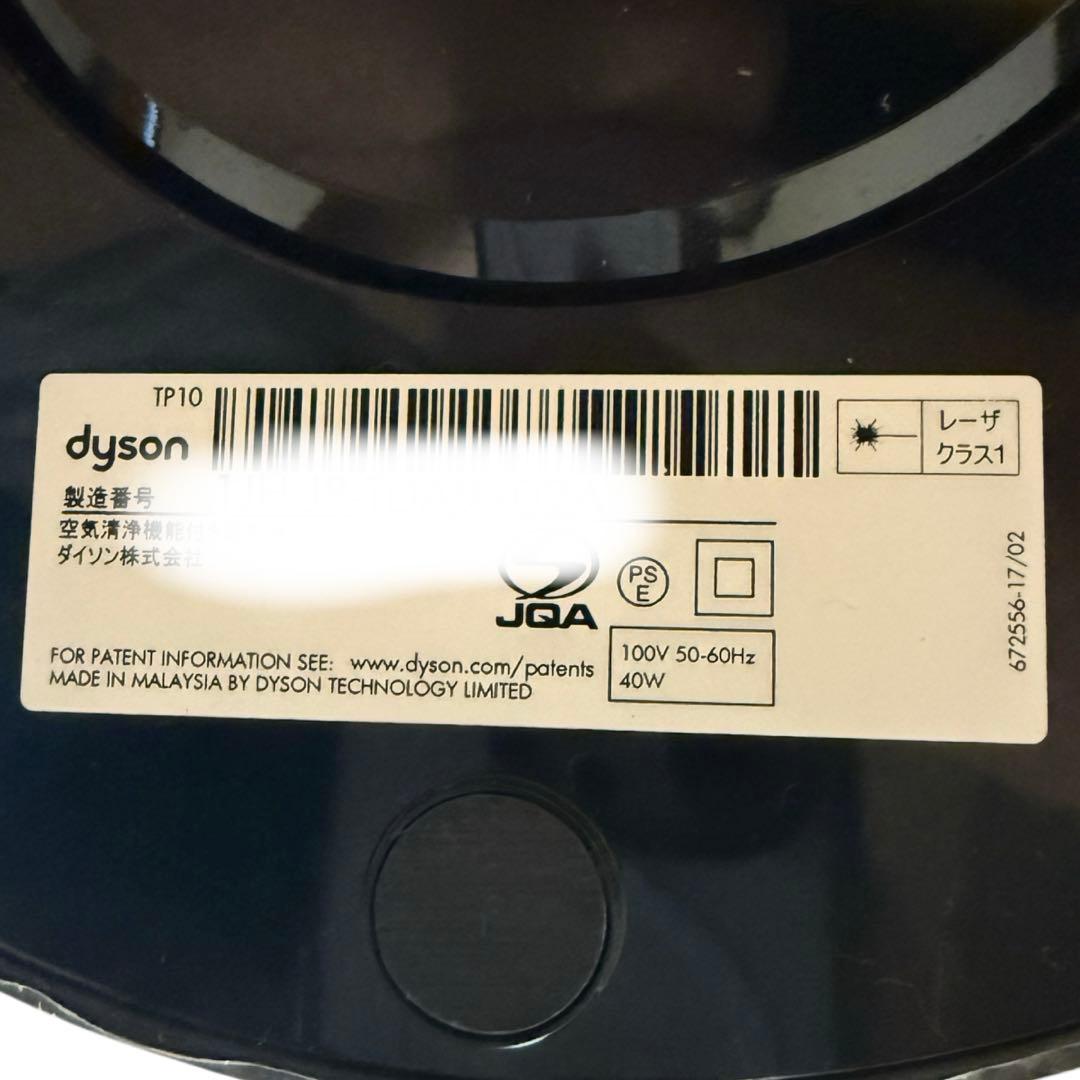 TP10
dyson
レーザ
クラス1
製造番号
空気清浄機能付
ダイソン株式会社
PS
E
JQA
100V 50-60Hz
40W
FOR PATENT INFORMATION SEE: www.dyson.com/patents
MADE IN MALAYSIA BY DYSON TECHNOLOGY LIMITED
672556-17/02